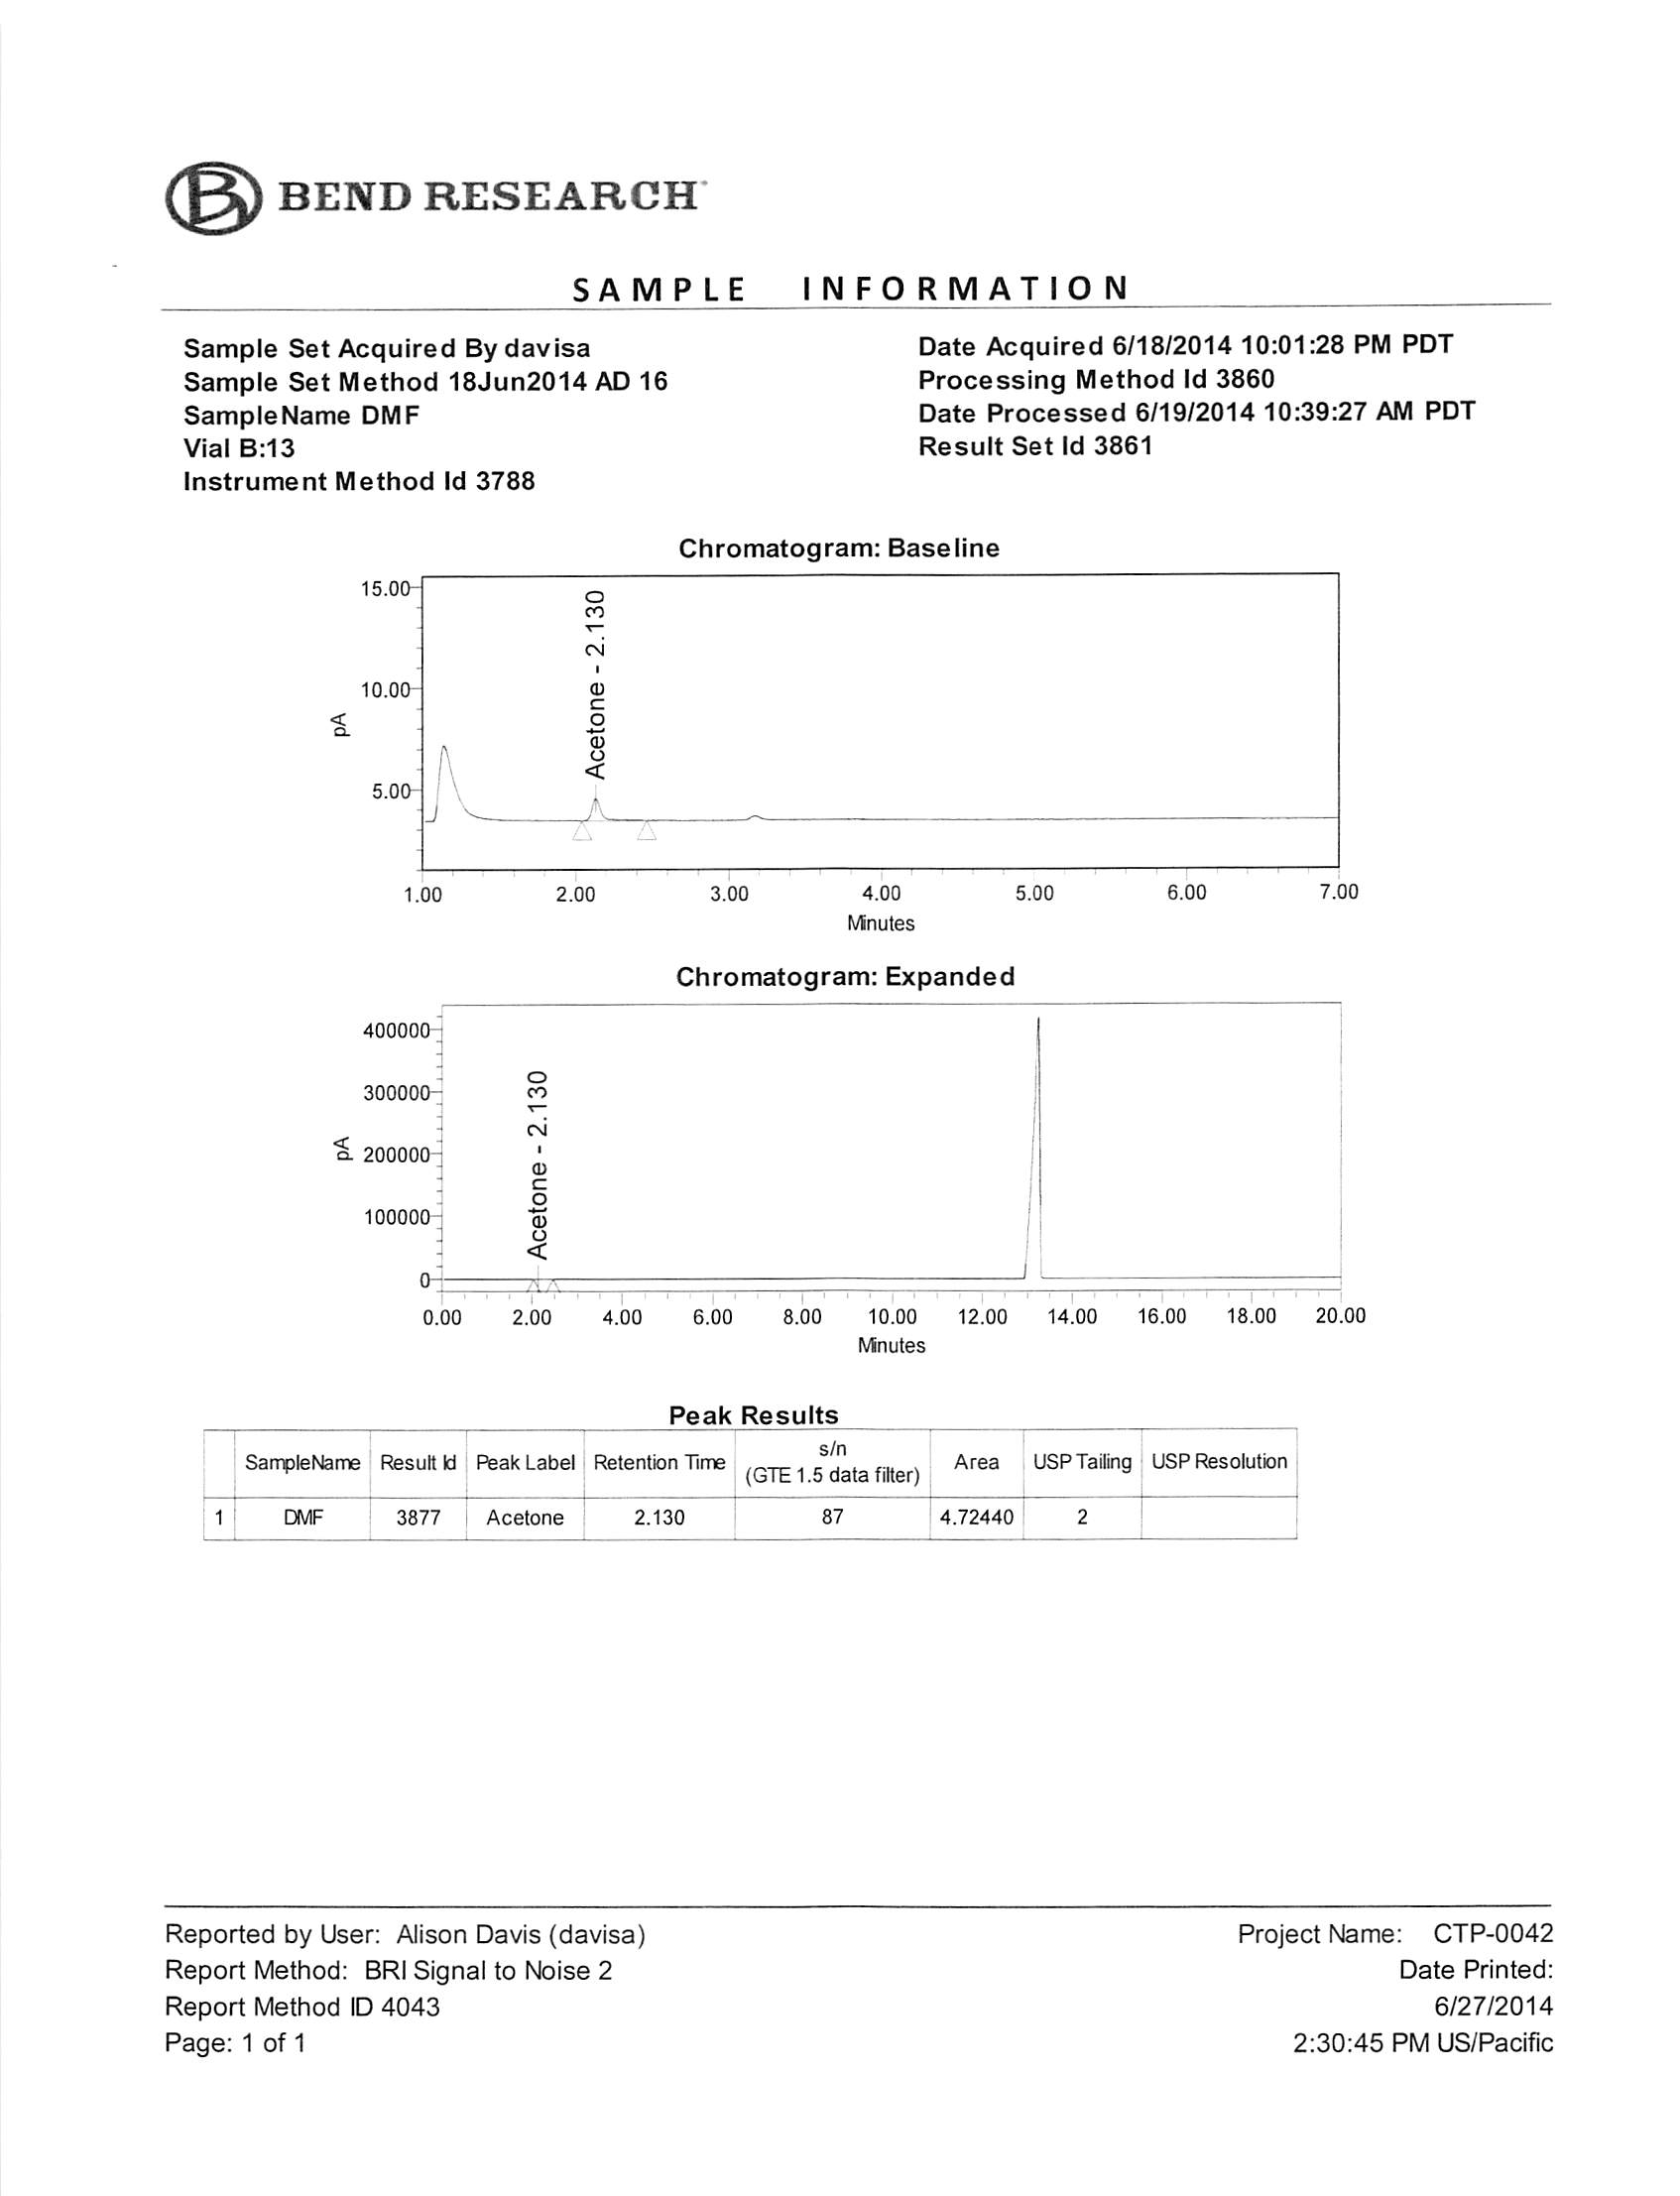 BEND RESEARCH
SAMPLE INFORMATION
Sample Set Acquired By davisa
Sample Set Method 18Jun2014 AD 16
SampleName DMF
Vial B:13
Instrument Method Id 3788
Date Acquired 6/18/2014 10:01:28 PM PDT
Processing Method Id 3860
Date Processed 6/19/2014 10:39:27 AM PDT
Result Set Id 3861
Chromatogram: Baseline
15.00
10.00
5.00
pA
Acetone - 2.130
1.00 2.00 3.00 4.00 5.00 6.00 7.00
Minutes
Chromatogram: Expanded
400000
300000
200000
100000
0
pA
Acetone - 2.130
0.00 2.00 4.00 6.00 8.00 10.00 12.00 14.00 16.00 18.00 20.00
Minutes
Peak Results
SampleName Result Id Peak Label Retention Time s/n (GTE 1.5 data filter) Area USP Tailing USP Resolution
1 DMF 3877 Acetone 2.130 87 4.72440 2
Reported by User: Alison Davis (davisa)
Report Method: BRI Signal to Noise 2
Report Method ID 4043
Page: 1 of 1
Project Name: CTP-0042
Date Printed:
6/27/2014
2:30:45 PM US/Pacific